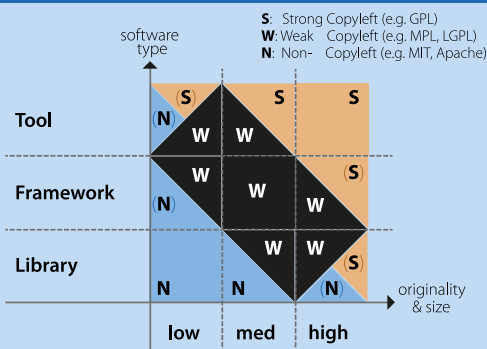 S: Strong Copyleft (e.g. GPL)
W: Weak Copyleft (e.g. MPL, LGPL)
N: Non- Copyleft (e.g. MIT, Apache)
software
type
(S) S S
Tool (N)
W W
W
Framework W (S)
(N) W
W W
Library (S)
N N (N)
originality
& size
low med high